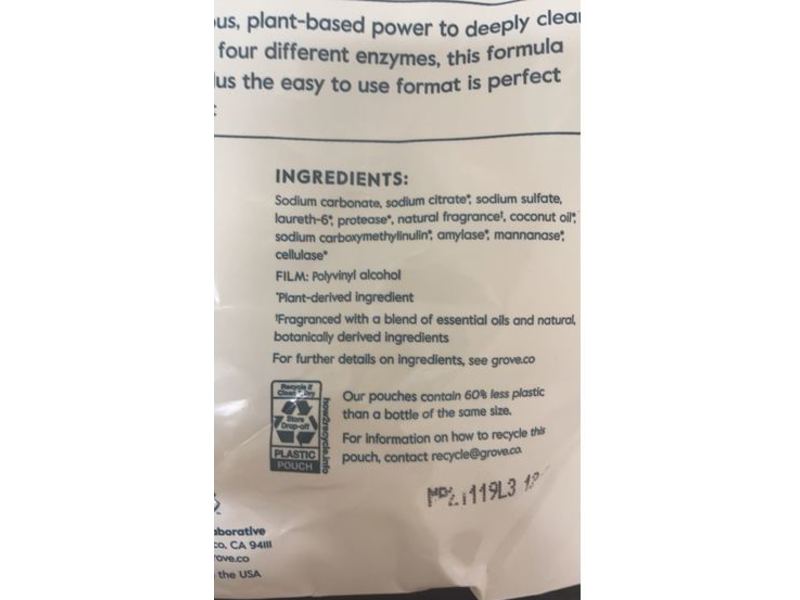 us, plant-based power to deeply clea
four different enzymes, this formula
us the easy to use format is perfect
INGREDIENTS:
Sodium carbonate, sodium citrate*, sodium sulfate,
laureth-6*, protease*, natural fragrance†, coconut oil*,
sodium carboxymethylinulin*, amylase*, mannanase*,
cellulase*
FILM: Polyvinyl alcohol
*Plant-derived ingredient
†Fragranced with a blend of essential oils and natural,
botanically derived ingredients
For further details on ingredients, see grove.co
Recycle if
Clean & Dry
Store
Drop-off
PLASTIC
POUCH
how2recycle.info
Our pouches contain 60% less plastic
than a bottle of the same size.
For information on how to recycle this
pouch, contact recycle@grove.co.
119L3
aborative
co, CA 94111
rove.co
the USA